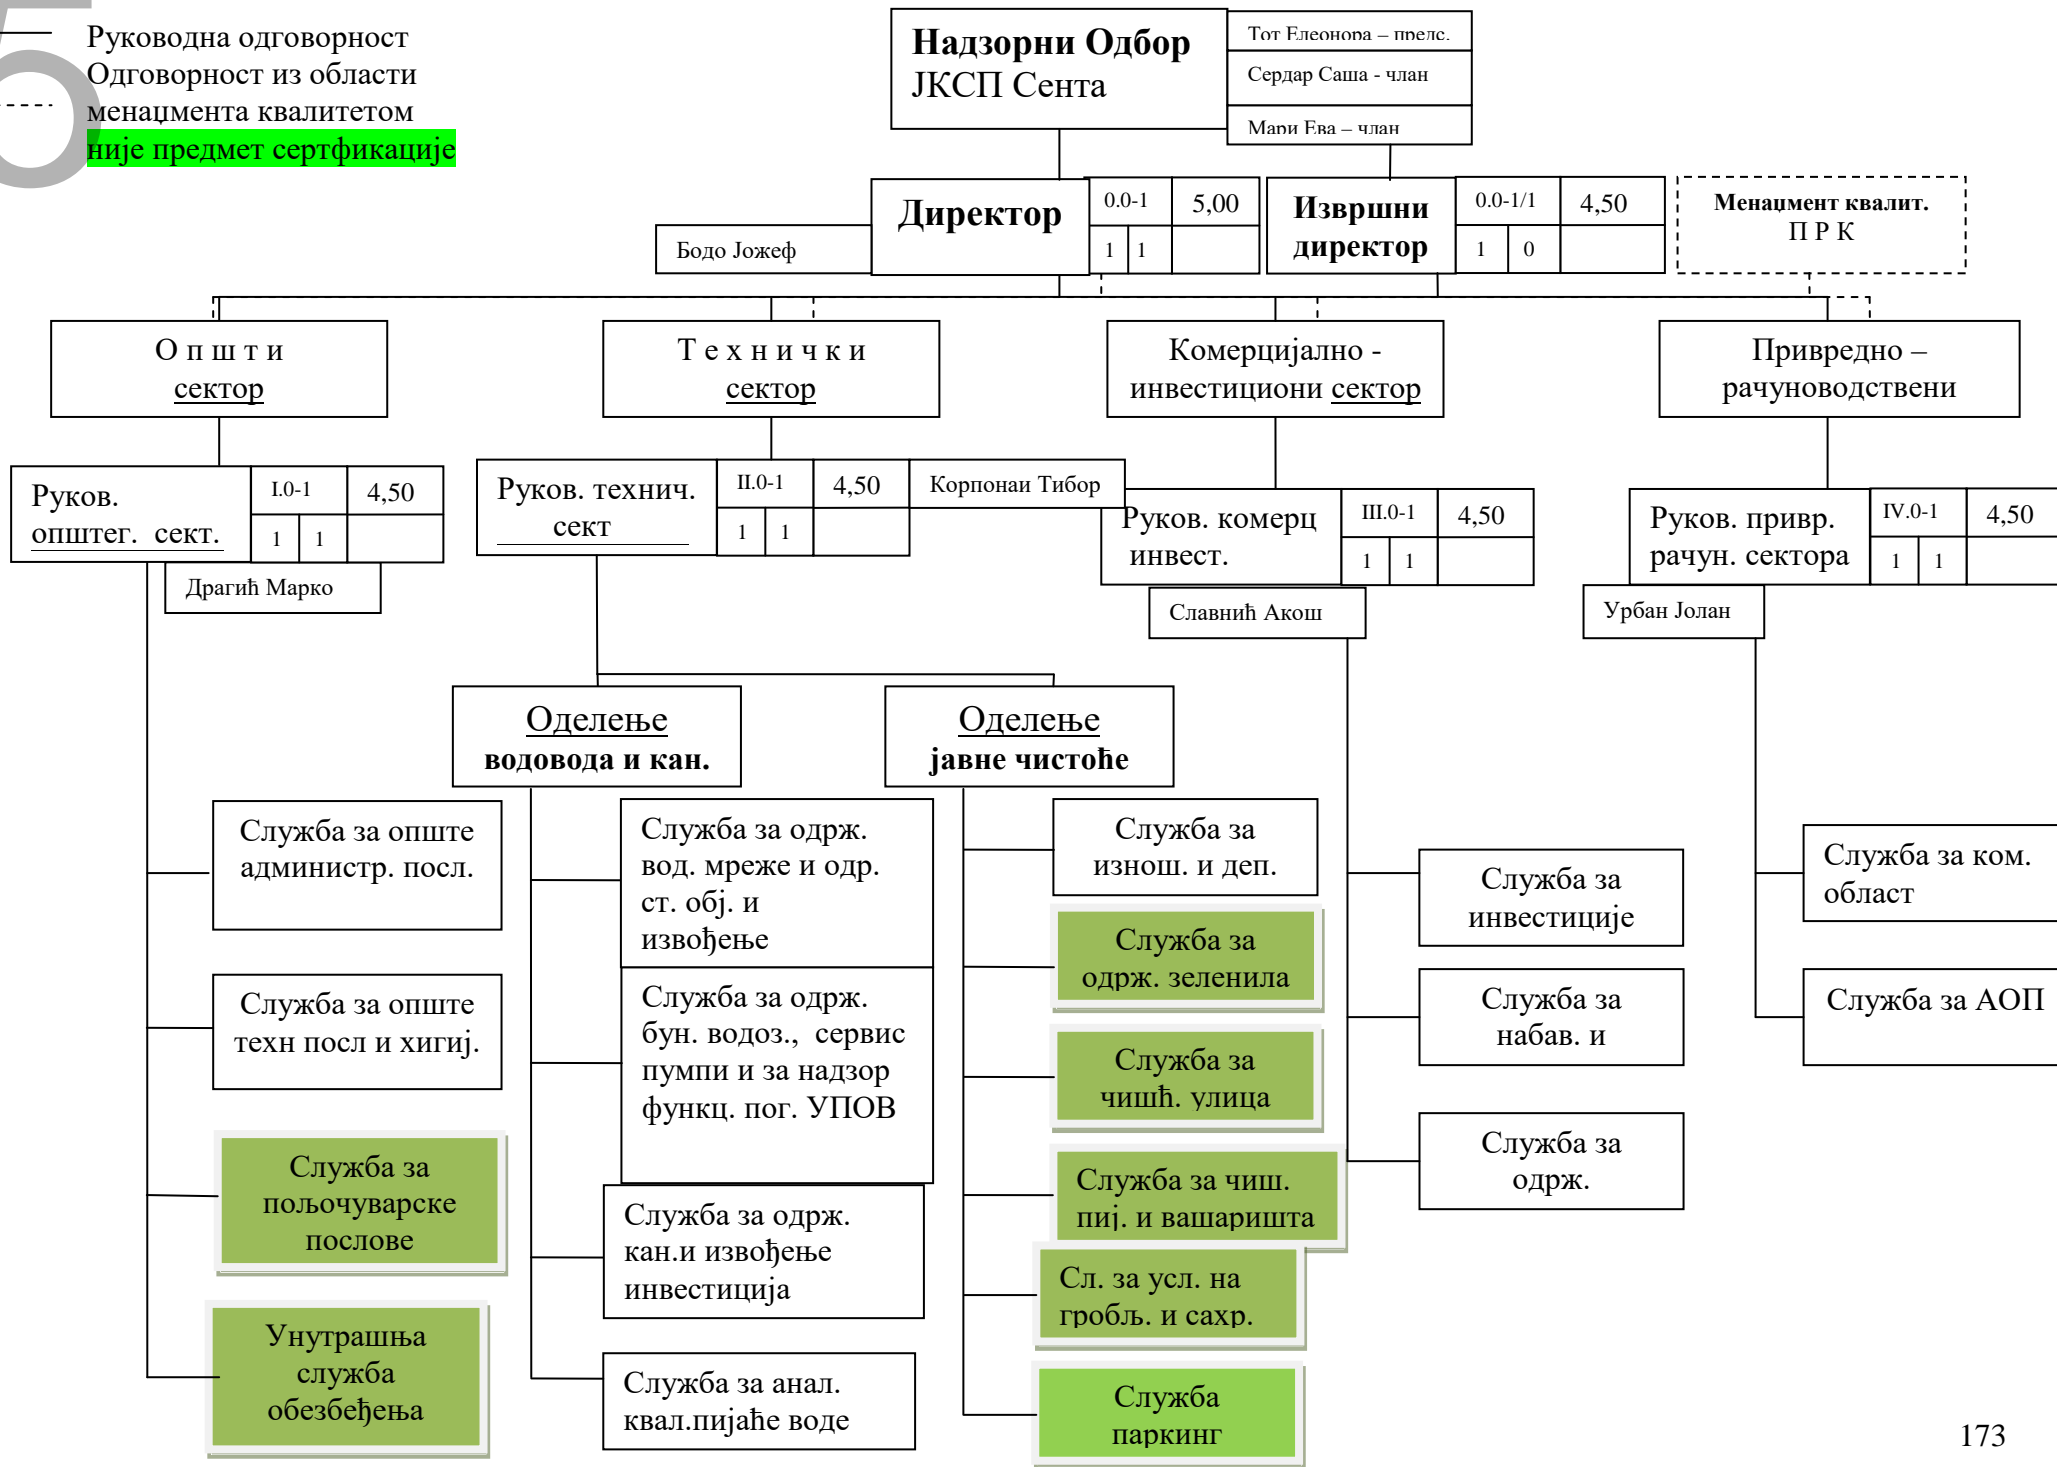 5
Руководна одговорност
Одговорност из области
менаџмента квалитетом
није предмет сертфикације
Надзорни Одбор
ЈКСП Сента
Тот Елеонора – предс.
Сердар Саша - члан
Мари Ева – члан
Директор
0.0-1 5,00
1 1
Бодо Јожеф
Извршни
директор
0.0-1/1 4,50
1 0
Менаџмент квалит.
П Р К
О п ш т и
сектор
Т е х н и ч к и
сектор
Комерцијално -
инвестициони сектор
Привредно –
рачуноводствени
Руков.
општег. сект.
I.0-1 4,50
1 1
Драгић Марко
Руков. технич.
сект
II.0-1 4,50
1 1
Корпонаи Тибор
Руков. комерц
инвест.
III.0-1 4,50
1 1
Славнић Акош
Руков. привр.
рачун. сектора
IV.0-1 4,50
1 1
Урбан Јолан
Оделење
водовода и кан.
Оделење
јавне чистоће
Служба за опште
администр. посл.
Служба за опште
техн посл и хигиј.
Служба за
пољочуварске
послове
Унутрашња
служба
обезбеђења
Служба за одрж.
вод. мреже и одр.
ст. обј. и
извођење
Служба за одрж.
бун. водоз., сервис
пумпи и за надзор
функц. пог. УПОВ
Служба за одрж.
кан.и извођење
инвестиција
Служба за анал.
квал.пијаће воде
Служба за
износ. и деп.
Служба за
одрж. зеленила
Служба за
чишћ. улица
Служба за чиш.
пиј. и вашаришта
Сл. за усл. на
гробљ. и сахр.
Служба
паркинг
Служба за
инвестиције
Служба за
набав. и
Служба за
одрж.
Служба за ком.
област
Служба за АОП
173